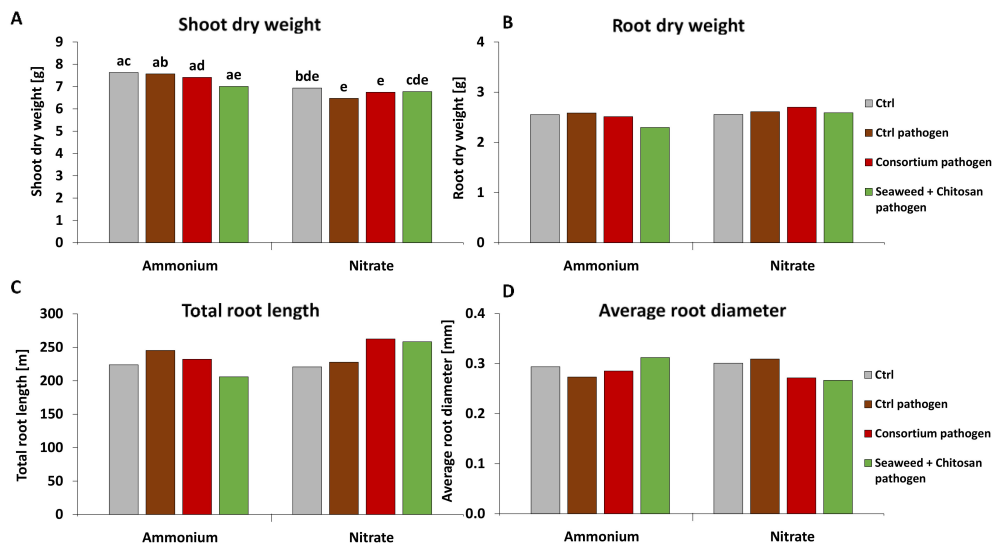 A
Shoot dry weight
Shoot dry weight [g]
9
8
7
6
5
4
3
2
1
0
ac
ab
ad
ae
bde
e
e
cde
Ammonium
Nitrate
B
Root dry weight
Root dry weight [g]
4
3
2
1
0
Ammonium
Nitrate
Ctrl
Ctrl pathogen
Consortium pathogen
Seaweed + Chitosan
pathogen
C
Total root length
Total root length [m]
300
250
200
250
200
150
100
50
0
Ammonium
Nitrate
D
Average root diameter
Average root diameter [mm]
0.4
0.3
0.2
0.1
0.0
Ammonium
Nitrate
Ctrl
Ctrl pathogen
Consortium pathogen
Seaweed + Chitosan
pathogen